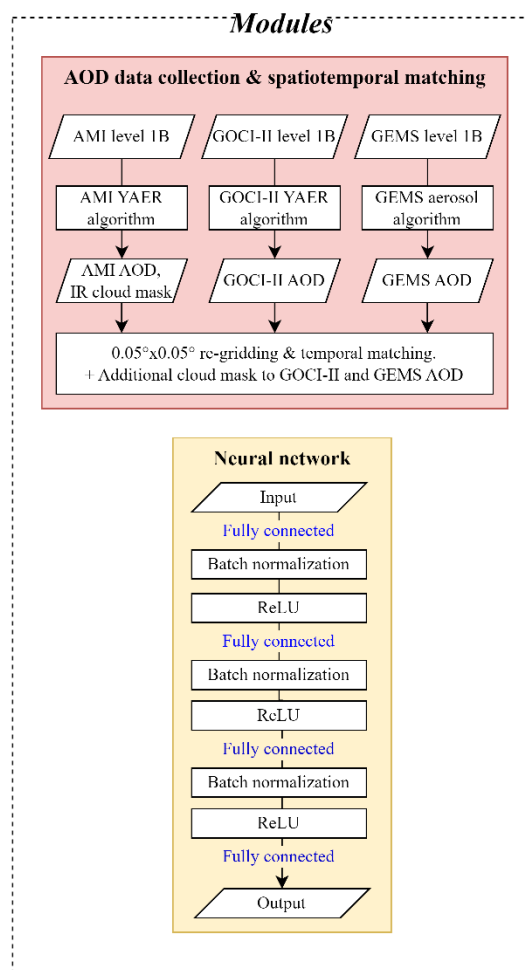 Modules
AOD data collection & spatiotemporal matching
AMI level 1B
GOCI-II level 1B
GEMS level 1B
AMI YAER
algorithm
GOCI-II YAER
algorithm
GEMS aerosol
algorithm
AMI AOD,
IR cloud mask
GOCI-II AOD
GEMS AOD
0.05°x0.05° re-gridding & temporal matching.
+ Additional cloud mask to GOCI-II and GEMS AOD
Neural network
Input
Fully connected
Batch normalization
ReLU
Fully connected
Batch normalization
ReLU
Fully connected
Batch normalization
ReLU
Fully connected
Output